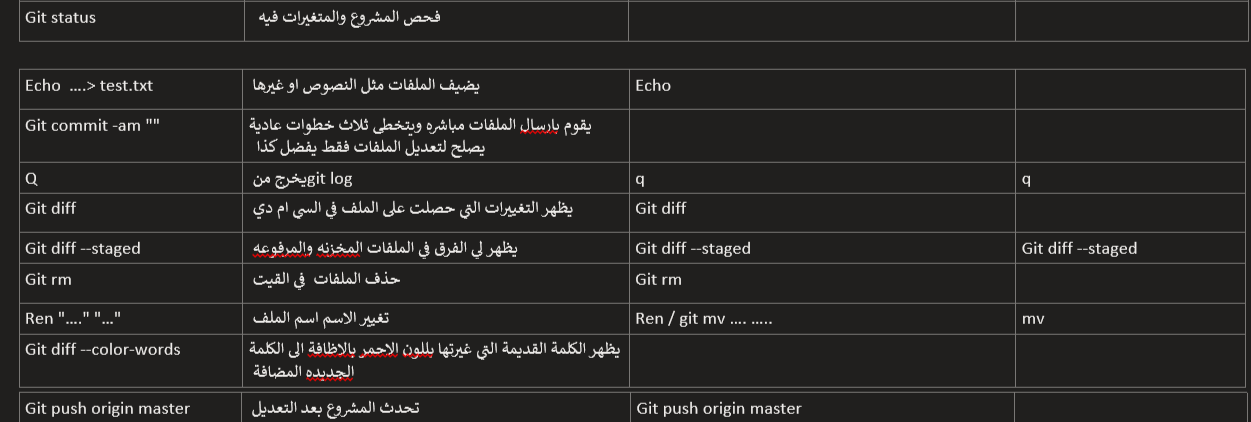 Git status
فحص المشروع والمتغيرات فيه
Echo ....> test.txt
يضيف الملفات مثل النصوص او غيرها
Echo
Git commit -am ""
يقوم بارسال الملفات مباشره ويتخطى ثلاث خطوات عادية
يصلح لتعديل الملفات فقط يفضل كذا
Q
يخرج من git log
q
q
Git diff
يظهر التغييرات التي حصلت على الملف في السي ام دي
Git diff
Git diff --staged
يظهر لي الفرق في الملفات المخزنه والمرفوعه
Git diff --staged
Git diff --staged
Git rm
حذف الملفات في القيت
Git rm
Ren "...." "..."
تغيير الاسم اسم الملف
Ren / git mv .... .....
mv
Git diff --color-words
يظهر الكلمة القديمة التي غيرتها بللون الاحمر بالاظافة الى الكلمة
الجديده المضافة
Git push origin master
تحدث المشروع بعد التعديل
Git push origin master